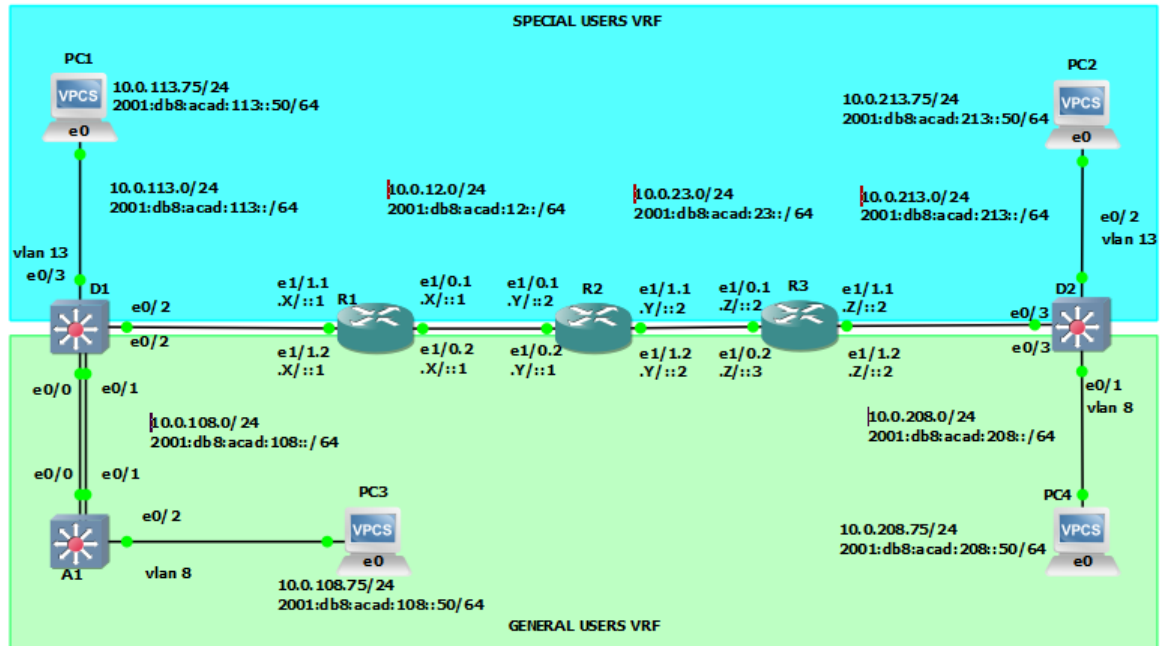 SPECIAL USERS VRF
PC1
VPCS
e0
10.0.113.75/24
2001:db8:acad:113::50/64
PC2
VPCS
e0
10.0.213.75/24
2001:db8:acad:213::50/64
10.0.113.0/24
2001:db8:acad:113::/64
10.0.12.0/24
2001:db8:acad:12::/64
10.0.23.0/24
2001:db8:acad:23::/64
10.0.213.0/24
2001:db8:acad:213::/64
e0/2
vlan 13
vlan 13
e0/3
D1
e0/2
e0/2
e1/1.1
.X/::1
R1
e1/0.1
.X/::1
e1/0.1
.Y/::2
R2
e1/1.1
.Y/::2
e1/0.1
.Z/::2
R3
e1/1.1
.Z/::2
D2
e0/3
e0/3
e1/1.2
.X/::1
e1/0.2
.X/::1
e1/0.2
.Y/::1
e1/1.2
.Y/::2
e1/0.2
.Z/::3
e1/1.2
.Z/::2
e0/0
e0/1
e0/1
vlan 8
10.0.108.0/24
2001:db8:acad:108::/64
10.0.208.0/24
2001:db8:acad:208::/64
e0/0
e0/1
A1
e0/2
vlan 8
PC3
VPCS
e0
10.0.108.75/24
2001:db8:acad:108::50/64
PC4
VPCS
e0
10.0.208.75/24
2001:db8:acad:208::50/64
GENERAL USERS VRF